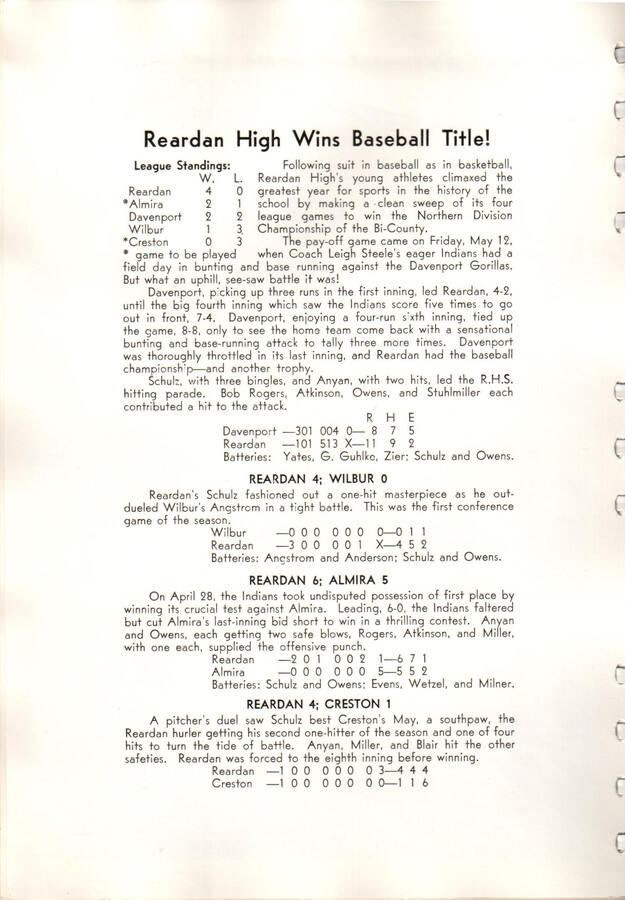 Reardan High Wins Baseball Title!
League Standings:
W. L.
Reardan 4 0
*Almira 2 1
Davenport 2 2
Wilbur 1 3
*Creston 0 3
* game to be played
Following suit in baseball as in basketball,
Reardan High's young athletes climaxed the
greatest year for sports in the history of the
school by making a clean sweep of its four
league games to win the Northern Division
Championship of the Bi-County.
The pay-off game came on Friday, May 12,
when Coach Leigh Steele's eager Indians had a
field day in bunting and base running against the Davenport Gorillas.
But what an uphill, see-saw battle it was!
Davenport, picking up three runs in the first inning, led Reardan, 4-2,
until the big fourth inning which saw the Indians score five times to go
out in front, 7-4. Davenport, enjoying a four-run sixth inning, tied up
the game, 8-8, only to see the home team come back with a sensational
bunting and base-running attack to tally three more times. Davenport
was thoroughly throttled in its last inning, and Reardan had the baseball
championship—and another trophy.
Schulz, with three bingles, and Anyan, with two hits, led the R.H.S.
hitting parade. Bob Rogers, Atkinson, Owens, and Stuhlmiller each
contributed a hit to the attack.
R H E
Davenport —301 004 0— 8 7 5
Reardan —101 513 X—11 9 2
Batteries: Yates, G. Guhlke, Zier; Schulz and Owens.
REARDAN 4; WILBUR 0
Reardan's Schulz fashioned out a one-hit masterpiece as he out-
dueled Wilbur's Angstrom in a tight battle. This was the first conference
game of the season.
Wilbur —0 0 0 0 0 0 0—0 1 1
Reardan —3 0 0 0 0 1 X—4 5 2
Batteries: Angstrom and Anderson; Schulz and Owens.
REARDAN 6; ALMIRA 5
On April 28, the Indians took undisputed possession of first place by
winning its crucial test against Almira. Leading, 6-0, the Indians faltered
but cut Almira's last-inning bid short to win in a thrilling contest. Anyan
and Owens, each getting two safe blows, Rogers, Atkinson, and Miller,
with one each, supplied the offensive punch.
Reardan —2 0 1 0 0 2 1—6 7 1
Almira —0 0 0 0 0 0 5—5 5 2
Batteries: Schulz and Owens; Evens, Wetzel, and Milner.
REARDAN 4; CRESTON 1
A pitcher's duel saw Schulz best Creston's May, a southpaw, the
Reardan hurler getting his second one-hitter of the season and one of four
hits to turn the tide of battle. Anyan, Miller, and Blair hit the other
safeties. Reardan was forced to the eighth inning before winning.
Reardan —1 0 0 0 0 0 0 3—4 4 4
Creston —1 0 0 0 0 0 0 0—1 1 6